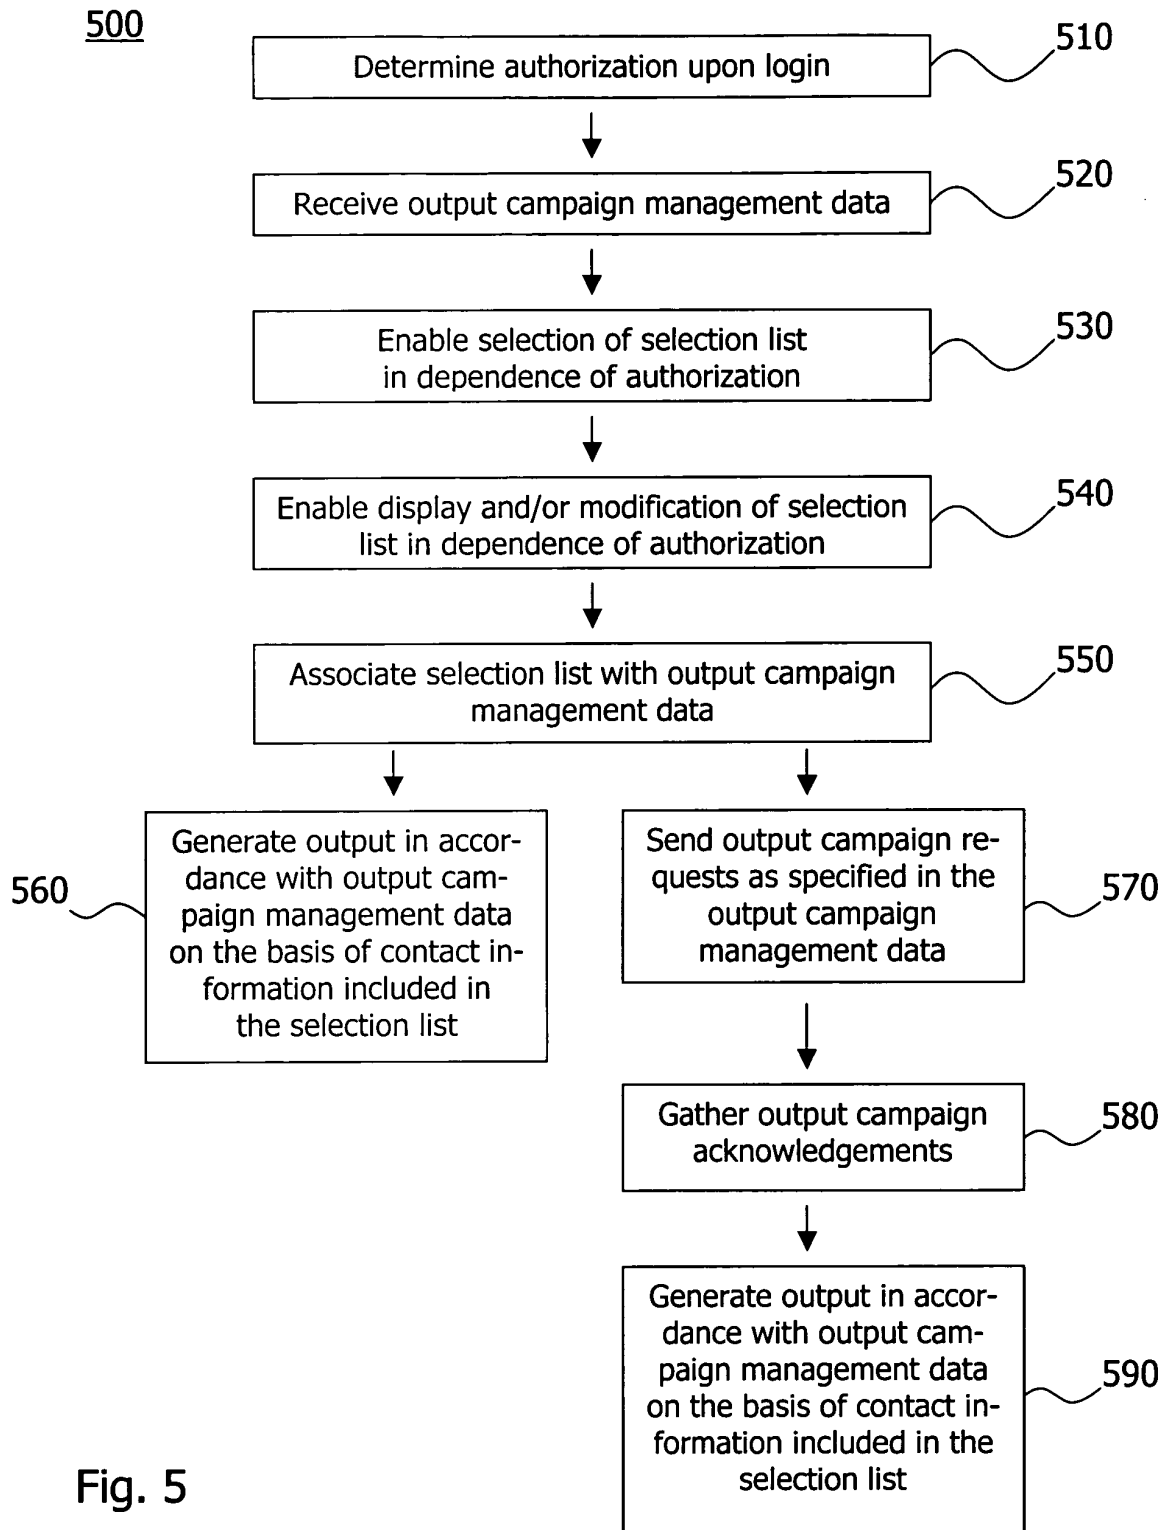 500
Determine authorization upon login
510
Receive output campaign management data
520
Enable selection of selection list
in dependence of authorization
530
Enable display and/or modification of selection
list in dependence of authorization
540
Associate selection list with output campaign
management data
550
Generate output in accor-
dance with output cam-
paign management data
on the basis of contact in-
formation included in
the selection list
560
Send output campaign re-
quests as specified in the
output campaign
management data
570
Gather output campaign
acknowledgements
580
Generate output in accor-
dance with output cam-
paign management data
on the basis of contact in-
formation included in the
selection list
590
Fig. 5